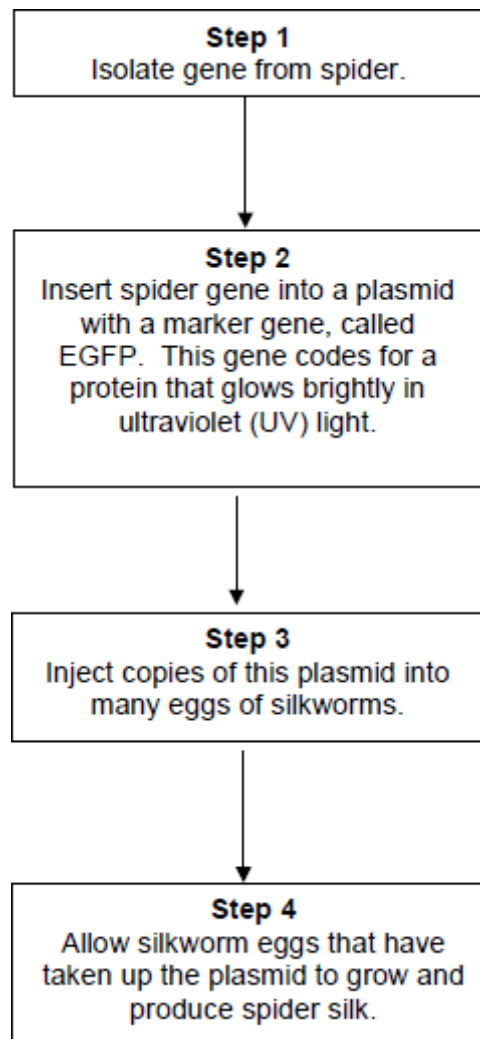 Step 1
Isolate gene from spider.
Step 2
Insert spider gene into a plasmid
with a marker gene, called
EGFP.  This gene codes for a
protein that glows brightly in
ultraviolet (UV) light.
Step 3
Inject copies of this plasmid into
many eggs of silkworms.
Step 4
Allow silkworm eggs that have
taken up the plasmid to grow and
produce spider silk.